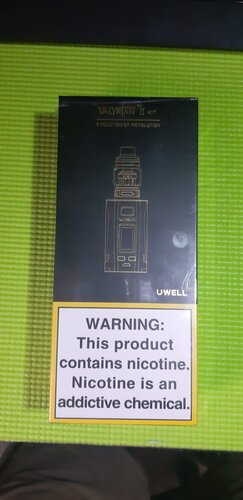 VALYRIAN II KIT
EVOLUTION OF REVOLUTION
UWELL
WARNING:
This product
contains nicotine.
Nicotine is an
addictive chemical.